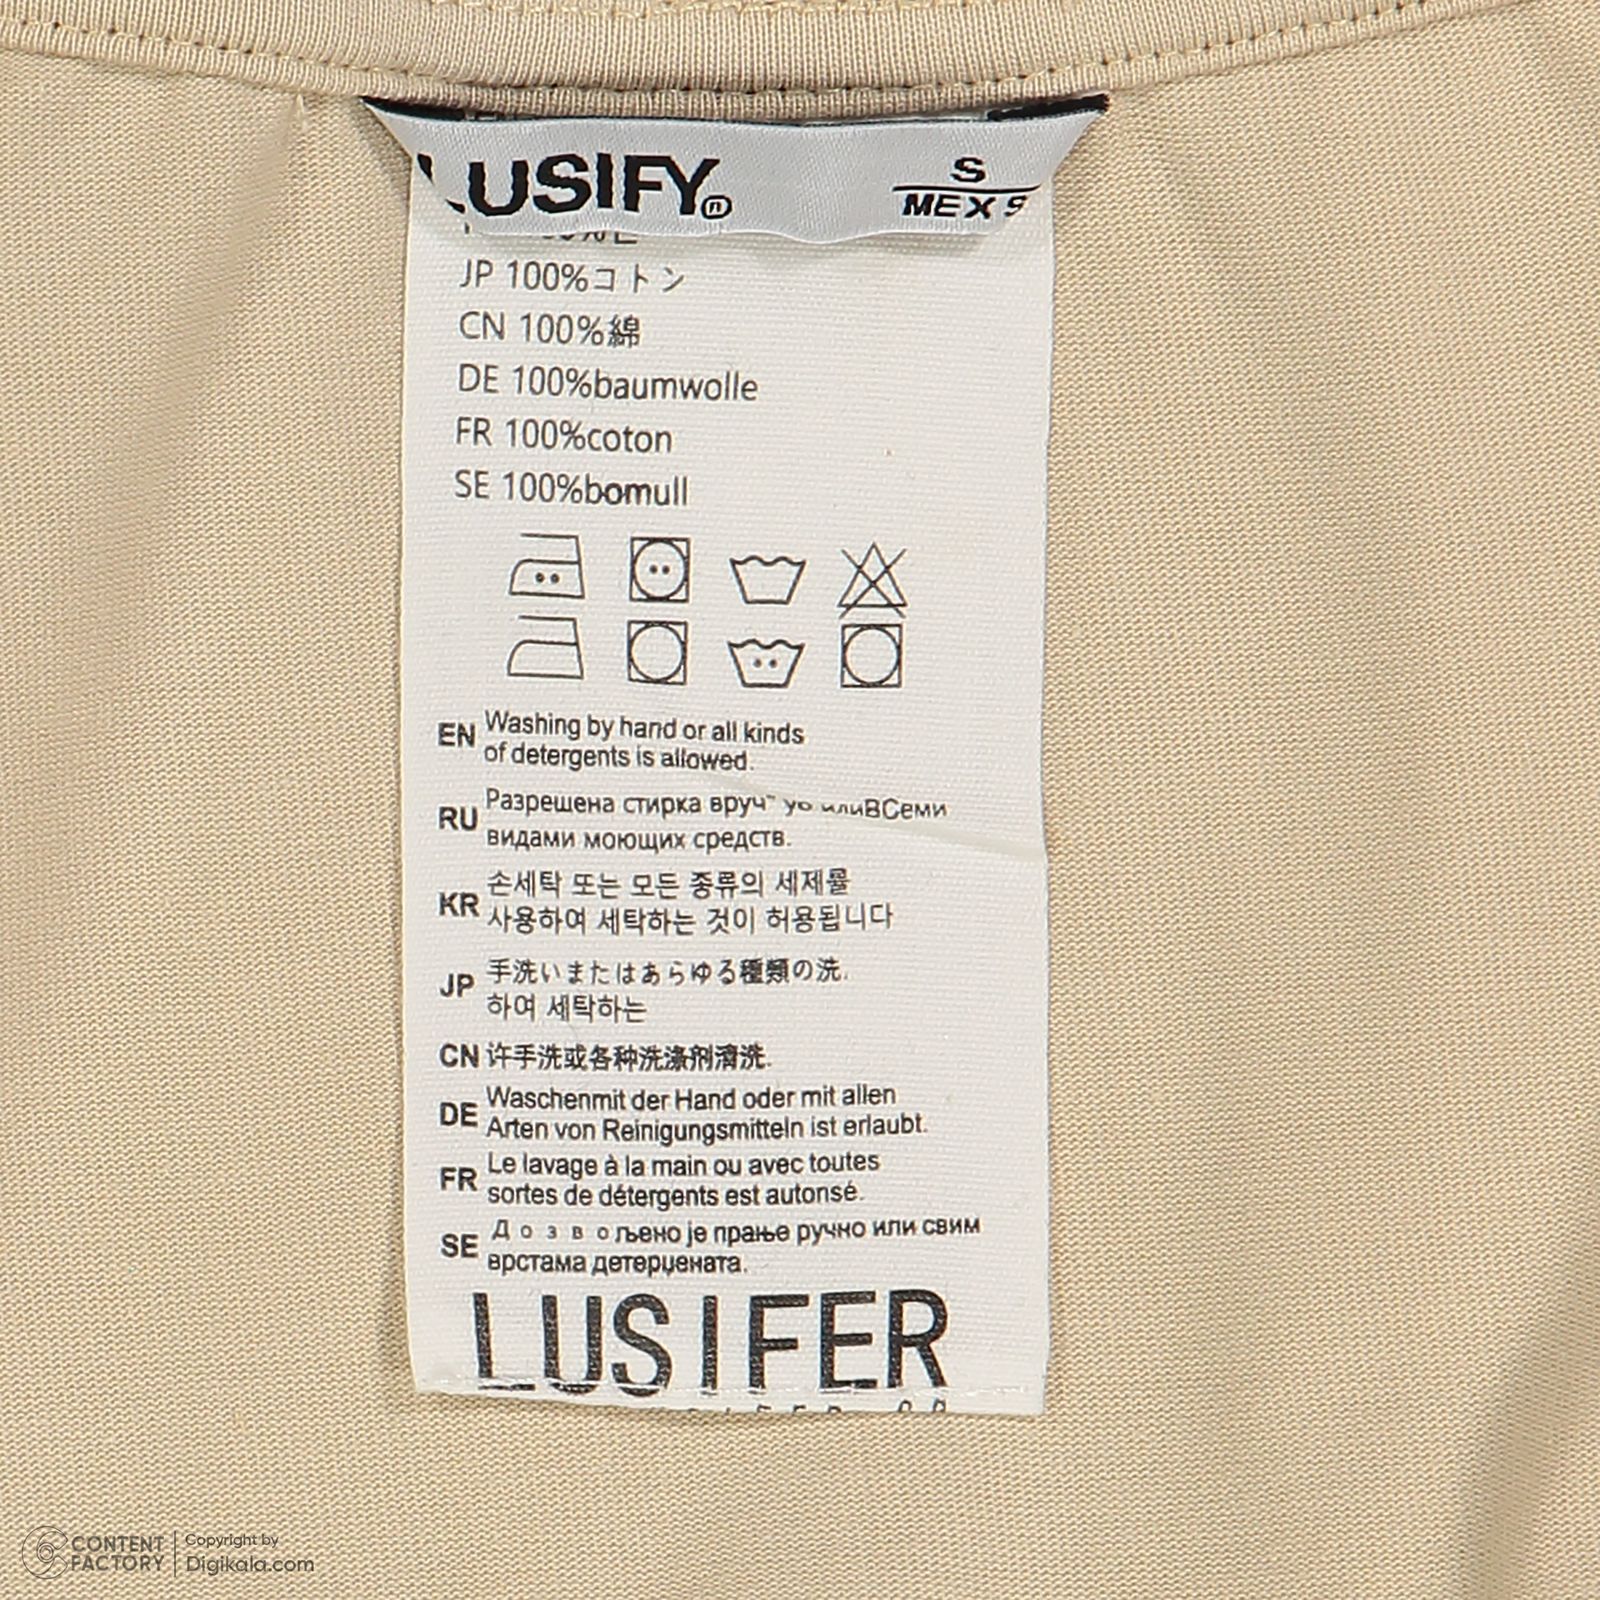 LUSIFY
S
MEX S
JP 100%コトン
CN 100%綿
DE 100%baumwolle
FR 100%coton
SE 100%bomull
EN Washing by hand or all kinds
of detergents is allowed.
RU Разрешена стирка илиВСеми
видами моющих средств.
KR 손세탁 또는 모든 종류의 세제를
사용하여 세탁하는 것이 허용됩니다
JP 手洗いまたはあらゆる種類の洗.
하여 세탁하는
CN 许手洗或各种洗涤剂清洗.
DE Waschenmit der Hand oder mit allen
Arten von Reinigungsmitteln ist erlaubt.
FR Le lavage à la main ou avec toutes
sortes de détergents est autonsé.
SE Д о з в ољено је прање ручно или свим
врстама детерџената.
LUSIFER
CONTENT FACTORY
Copyright by
Digikala.com